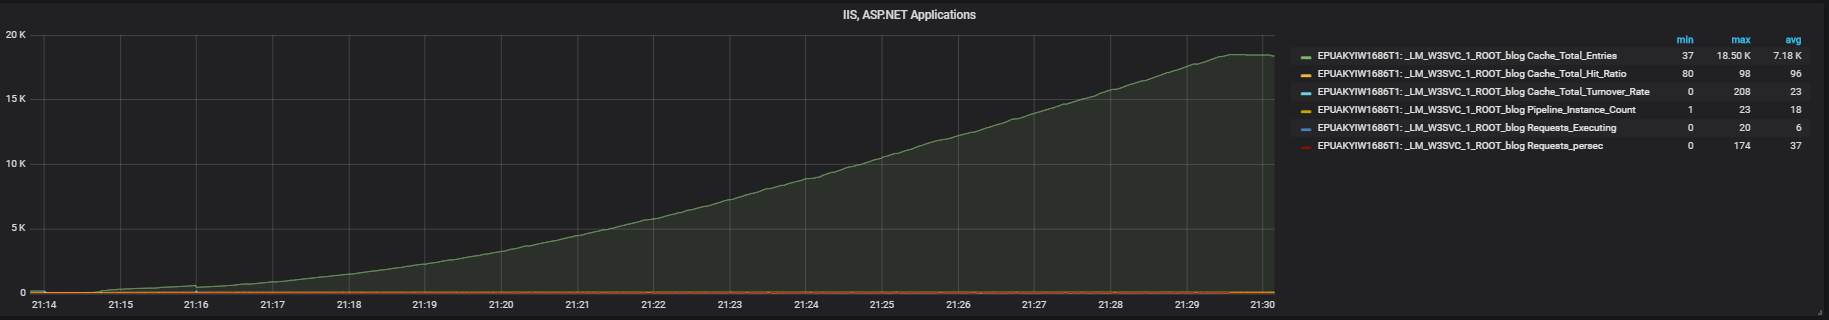 IIS, ASP.NET Applications
20 K
15 K
10 K
5 K
0
21:14 21:15 21:16 21:17 21:18 21:19 21:20 21:21 21:22 21:23 21:24 21:25 21:26 21:27 21:28 21:29 21:30
min max avg
EPUAKYIW1686T1: _LM_W3SVC_1_ROOT_blog Cache_Total_Entries 37 18.50 K 7.18 K
EPUAKYIW1686T1: _LM_W3SVC_1_ROOT_blog Cache_Total_Hit_Ratio 80 98 96
EPUAKYIW1686T1: _LM_W3SVC_1_ROOT_blog Cache_Total_Turnover_Rate 0 208 23
EPUAKYIW1686T1: _LM_W3SVC_1_ROOT_blog Pipeline_Instance_Count 1 23 18
EPUAKYIW1686T1: _LM_W3SVC_1_ROOT_blog Requests_Executing 0 20 6
EPUAKYIW1686T1: _LM_W3SVC_1_ROOT_blog Requests_persec 0 174 37